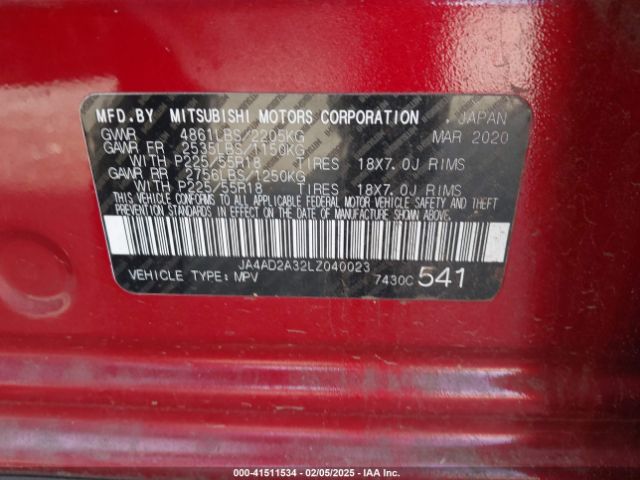 MFD.BY MITSUBISHI MOTORS CORPORATION, JAPAN
GVWR 4861LBS/2205KG MAR 2020
GAWR FR 2535LBS/1150KG
WITH P225/55R18 TIRES 18X7.0J RIMS
GAWR RR 2756LBS/1250KG
WITH P225/55R18 TIRES 18X7.0J RIMS
THIS VEHICLE CONFORMS TO ALL APPLICABLE FEDERAL MOTOR VEHICLE SAFETY AND THEFT
PREVENTION STANDARDS IN EFFECT ON THE DATE OF MANUFACTURE SHOWN ABOVE.
JA4AD2A32LZ040023
VEHICLE TYPE: MPV 7430C 541
000-41511534 - 02/05/2025 - IAA Inc.